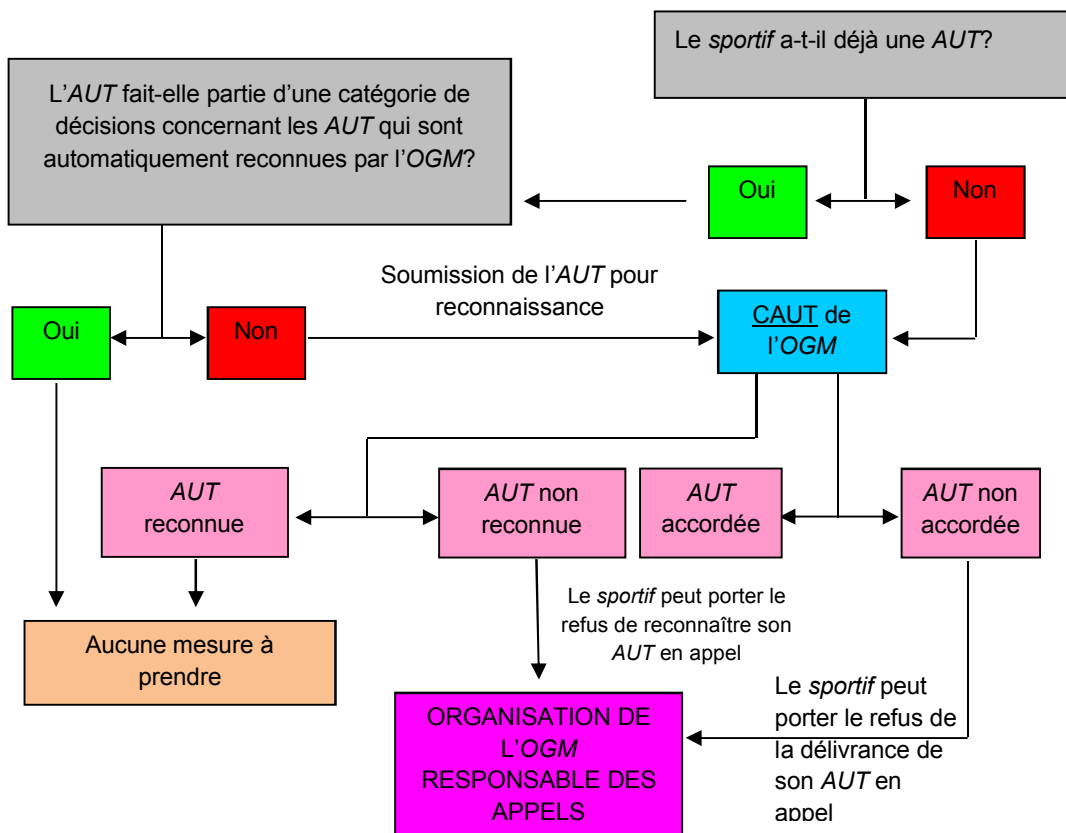 Le sportif a-t-il déjà une AUT?
L'AUT fait-elle partie d'une catégorie de
décisions concernant les AUT qui sont
automatiquement reconnues par l'OGM?
Oui
Non
Soumission de l'AUT pour
reconnaissance
Oui
Non
CAUT de
l'OGM
AUT
reconnue
AUT non
reconnue
AUT
accordée
AUT non
accordée
Le sportif peut porter le
refus de reconnaître son
AUT en appel
Aucune mesure à
prendre
Le sportif peut
porter le refus de
la délivrance de
son AUT en
appel
ORGANISATION DE
L'OGM
RESPONSABLE DES
APPELS